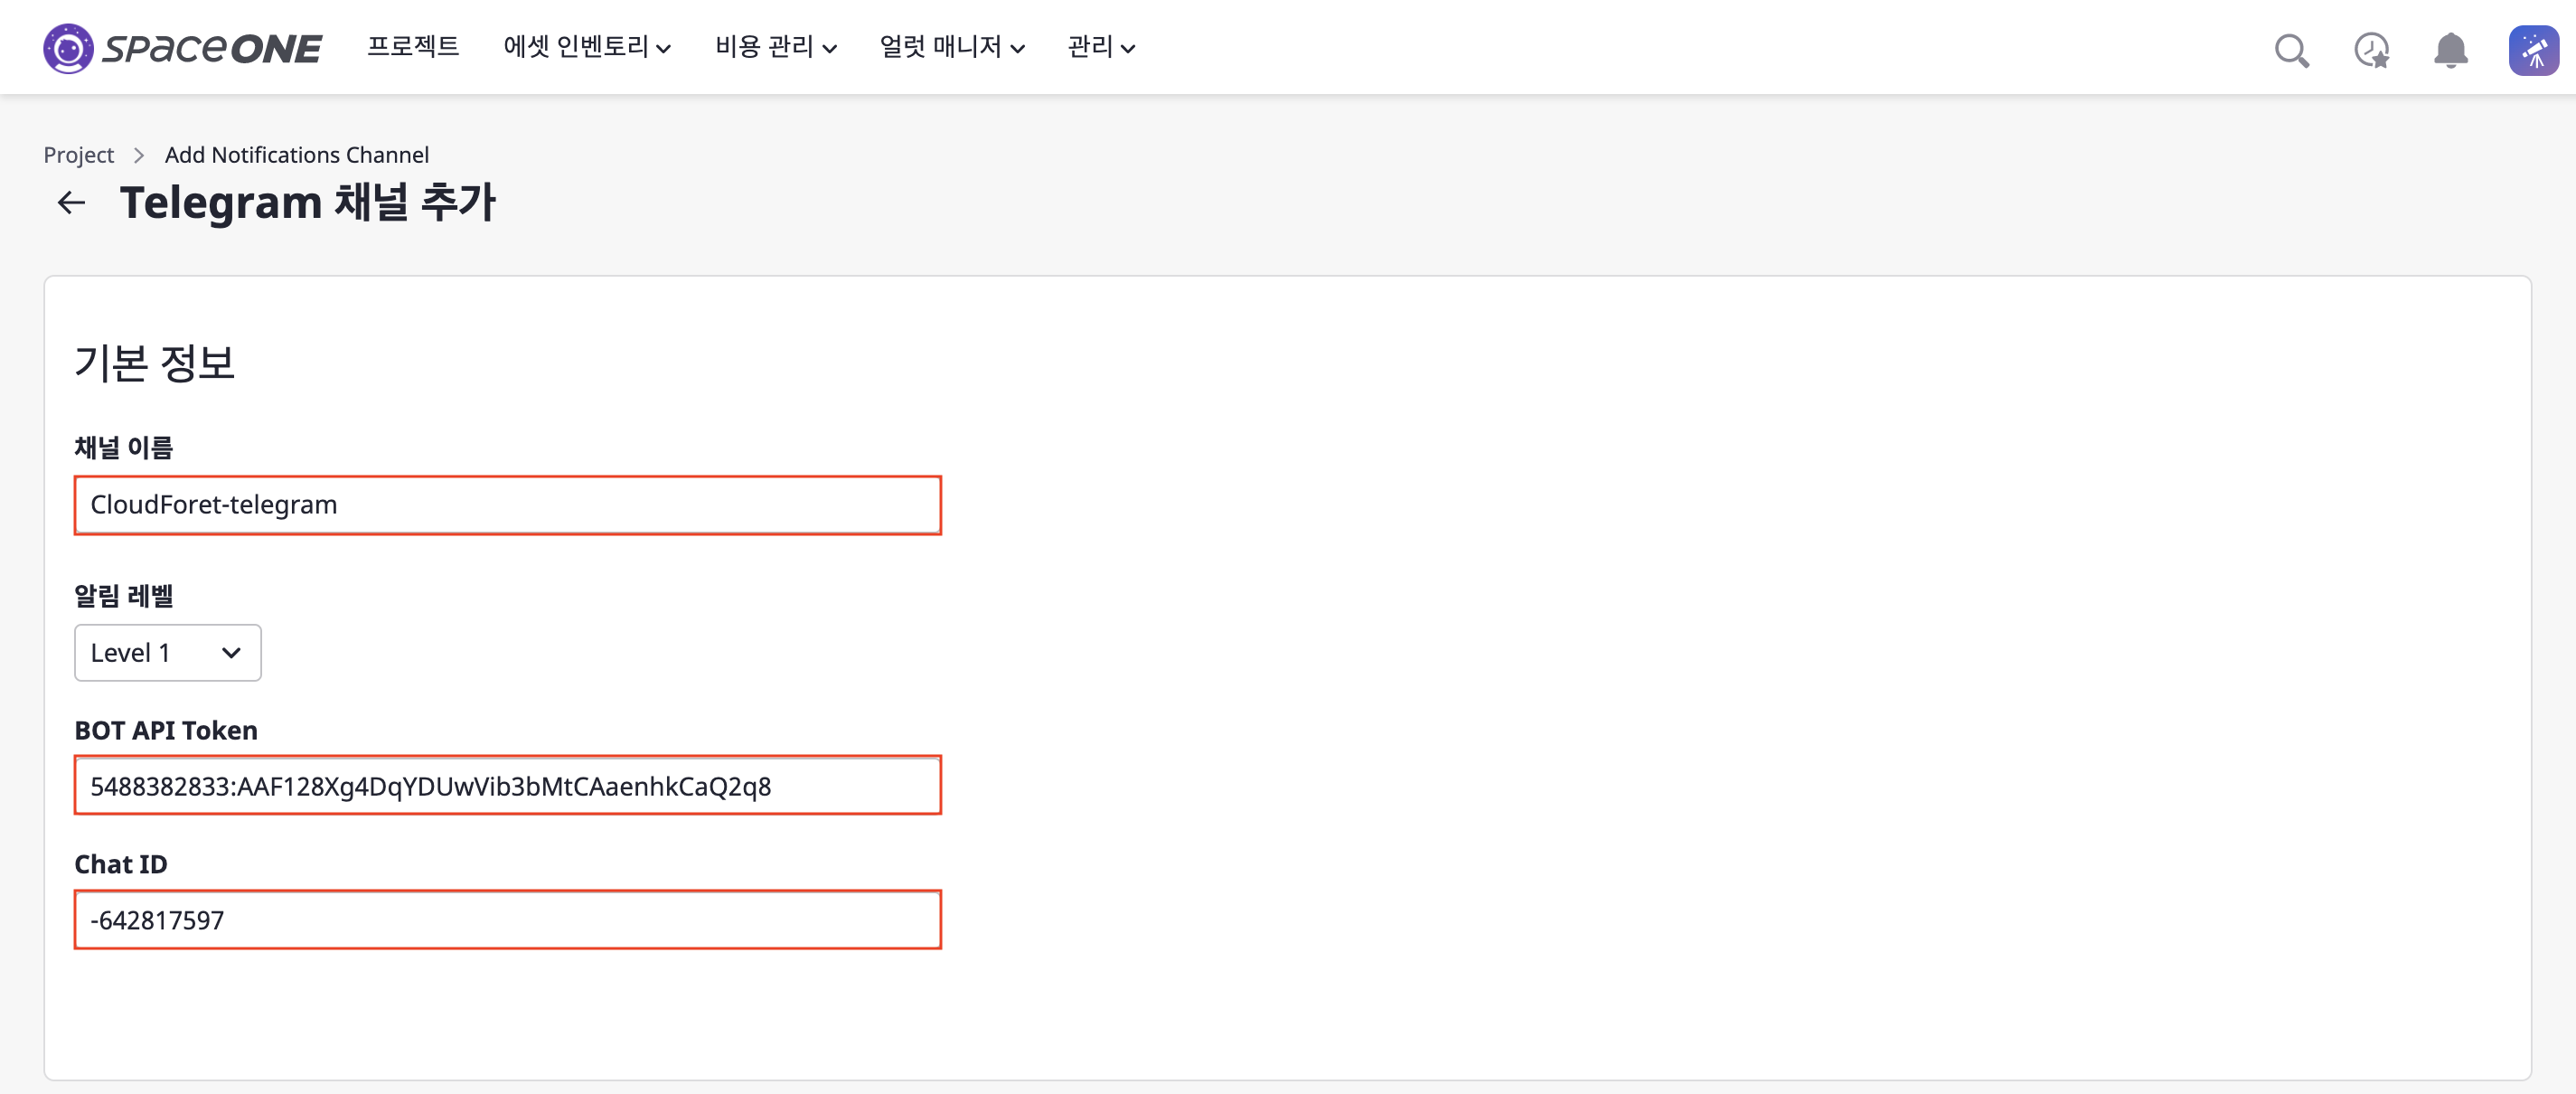 spaceONE 프로젝트 에셋 인벤토리 비용 관리 얼럿 매니저 관리
Project > Add Notifications Channel
← Telegram 채널 추가
기본 정보
채널 이름
CloudForet-telegram
알림 레벨
Level 1
BOT API Token
5488382833:AAF128Xg4DqYDUwVib3bMtCAaenhkCaQ2q8
Chat ID
-642817597